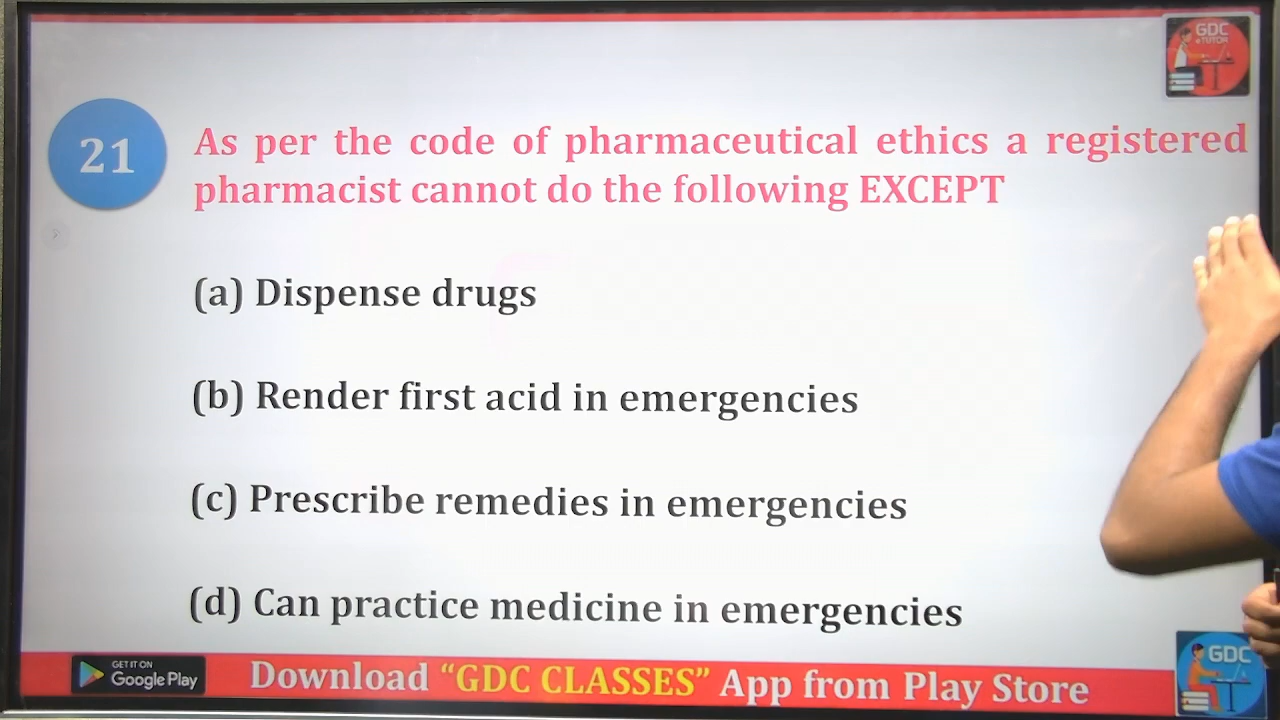 GDC
eTUTOR
21
As per the code of pharmaceutical ethics a registered
pharmacist cannot do the following EXCEPT
(a) Dispense drugs
(b) Render first acid in emergencies
(c) Prescribe remedies in emergencies
(d) Can practice medicine in emergencies
GET IT ON
Google Play
Download “GDC CLASSES” App from Play Store
GDC